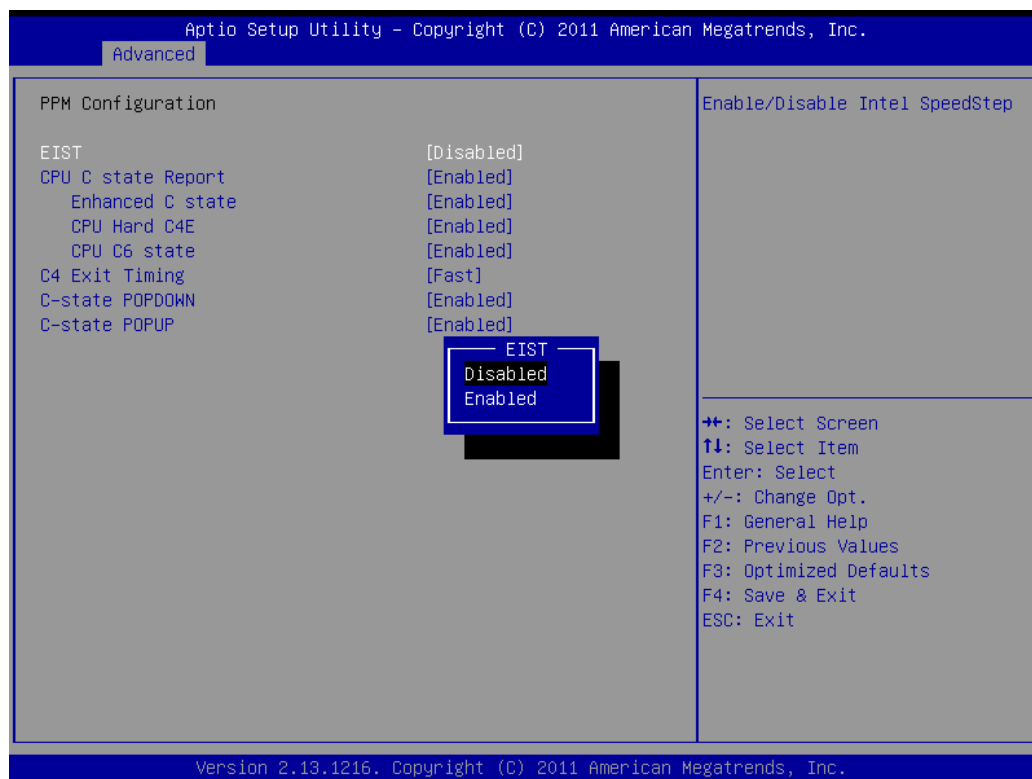 Aptio Setup Utility – Copyright (C) 2011 American Megatrends, Inc.
Advanced
PPM Configuration
EIST [Disabled]
CPU C state Report [Enabled]
Enhanced C state [Enabled]
CPU Hard C4E [Enabled]
CPU C6 state [Enabled]
C4 Exit Timing [Fast]
C-state POPDOWN [Enabled]
C-state POPUP [Enabled]
EIST
Disabled
Enabled
Enable/Disable Intel SpeedStep
→←: Select Screen
↑↓: Select Item
Enter: Select
+/-: Change Opt.
F1: General Help
F2: Previous Values
F3: Optimized Defaults
F4: Save & Exit
ESC: Exit
Version 2.13.1216. Copyright (C) 2011 American Megatrends, Inc.